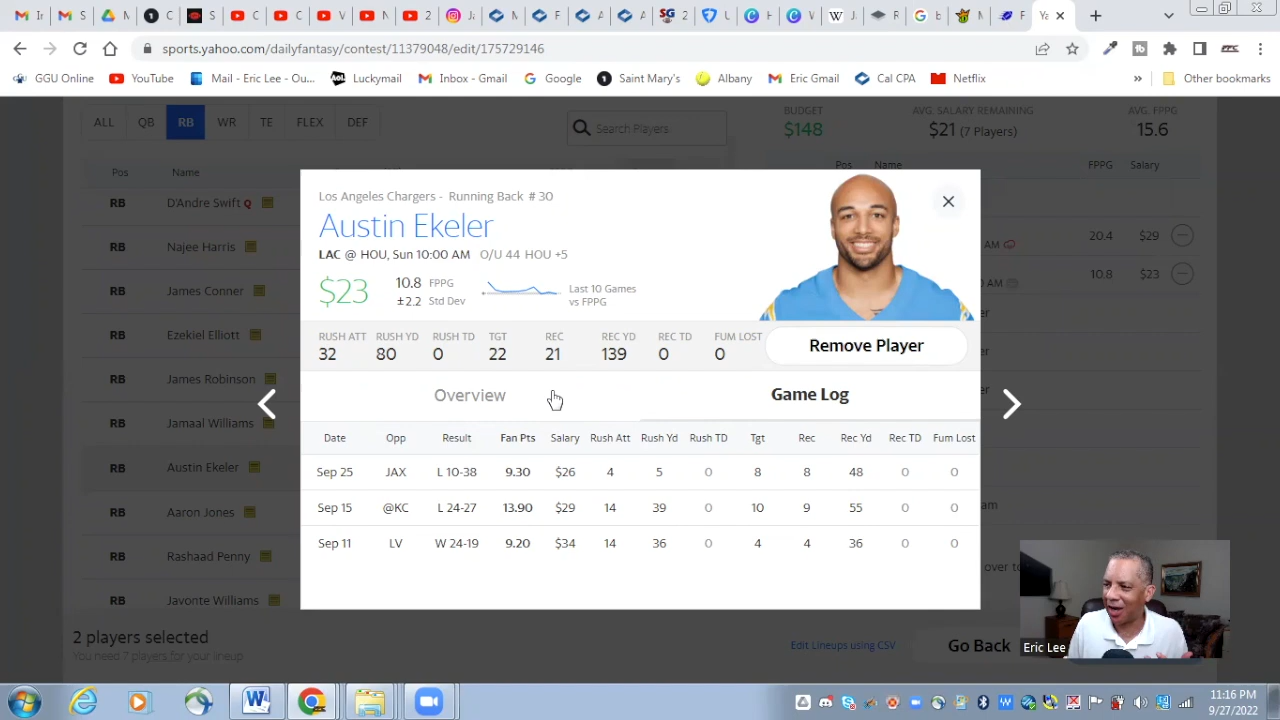 sports.yahoo.com/dailyfantasy/contest/11379048/edit/175729146
GGU Online YouTube Mail - Eric Lee - Ou... Luckymail Inbox - Gmail Google Saint Mary's Albany Eric Gmail Cal CPA Netflix » Other bookmarks
ALL QB RB WR TE FLEX DEF
Search Players
BUDGET AVG. SALARY REMAINING AVG. FPPG
$148 $21 (7 Players) 15.6
Pos Name
Pos Name FPPG Salary
RB D'Andre Swift Q
RB Najee Harris
RB James Conner
RB Ezekiel Elliott
RB James Robinson
RB Jamaal Williams
RB Austin Ekeler
RB Aaron Jones
RB Rashaad Penny
RB Javonte Williams
AM 20.4 $29
AM 10.8 $23
Los Angeles Chargers - Running Back # 30
Austin Ekeler
LAC @ HOU, Sun 10:00 AM O/U 44 HOU +5
$23 10.8 FPPG
±2.2 Std Dev
Last 10 Games
vs FPPG
RUSH ATT RUSH YD RUSH TD TGT REC REC YD REC TD FUM LOST
32 80 0 22 21 139 0 0
Remove Player
Overview Game Log
Date Opp Result Fan Pts Salary Rush Att Rush Yd Rush TD Tgt Rec Rec Yd Rec TD Fum Lost
Sep 25 JAX L 10-38 9.30 $26 4 5 0 8 8 48 0 0
Sep 15 @KC L 24-27 13.90 $29 14 39 0 10 9 55 0 0
Sep 11 LV W 24-19 9.20 $34 14 36 0 4 4 36 0 0
2 players selected
You need 7 players for your lineup
Edit Lineups using CSV
Go Back
Eric Lee
11:16 PM
9/27/2022